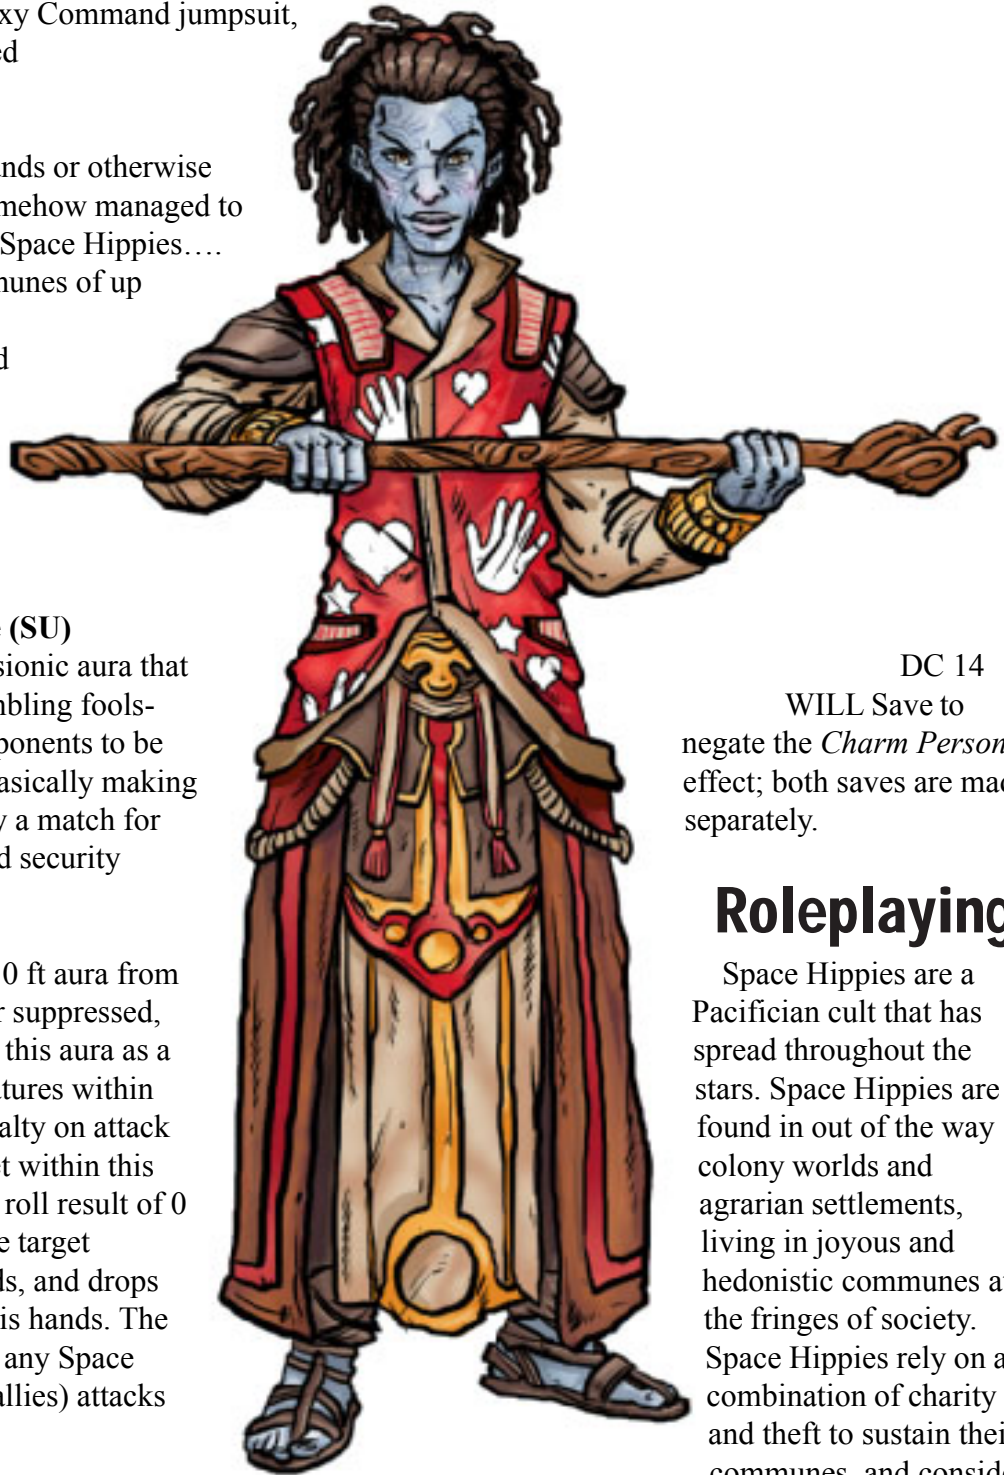 xy Command jumpsuit,
ed
nds or otherwise
mehow managed to
Space Hippies….
nunes of up
d
e (SU)
sionic aura that
mbling fools-
ponents to be
asically making
y a match for
d security
0 ft aura from
r suppressed,
this aura as a
atures within
alty on attack
et within this
roll result of 0
e target
ds, and drops
is hands. The
any Space
allies) attacks
DC 14
WILL Save to
negate the Charm Person
effect; both saves are mad
separately.
Roleplaying
Space Hippies are a
Pacifician cult that has
spread throughout the
stars. Space Hippies are
found in out of the way
colony worlds and
agrarian settlements,
living in joyous and
hedonistic communes a
the fringes of society.
Space Hippies rely on a
combination of charity
and theft to sustain thei
communes, and consid